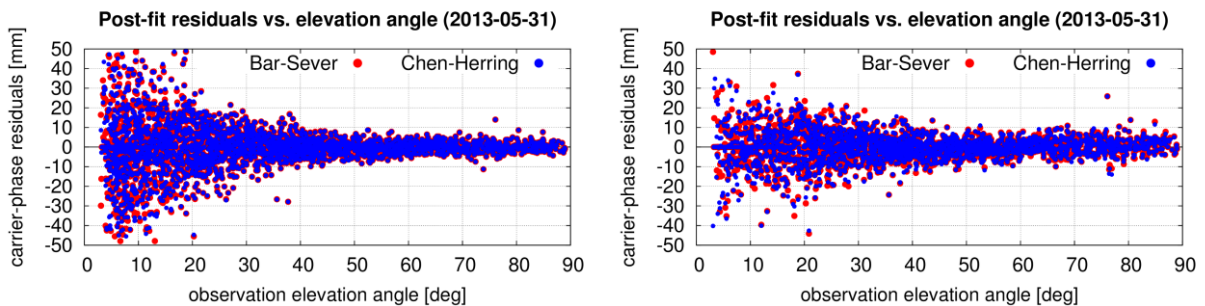 Post-fit residuals vs. elevation angle (2013-05-31)
carrier-phase residuals [mm]
50
40
30
20
10
0
-10
-20
-30
-40
-50
Bar-Sever
Chen-Herring
0 10 20 30 40 50 60 70 80 90
observation elevation angle [deg]
Post-fit residuals vs. elevation angle (2013-05-31)
carrier-phase residuals [mm]
50
40
30
20
10
0
-10
-20
-30
-40
-50
Bar-Sever
Chen-Herring
0 10 20 30 40 50 60 70 80 90
observation elevation angle [deg]